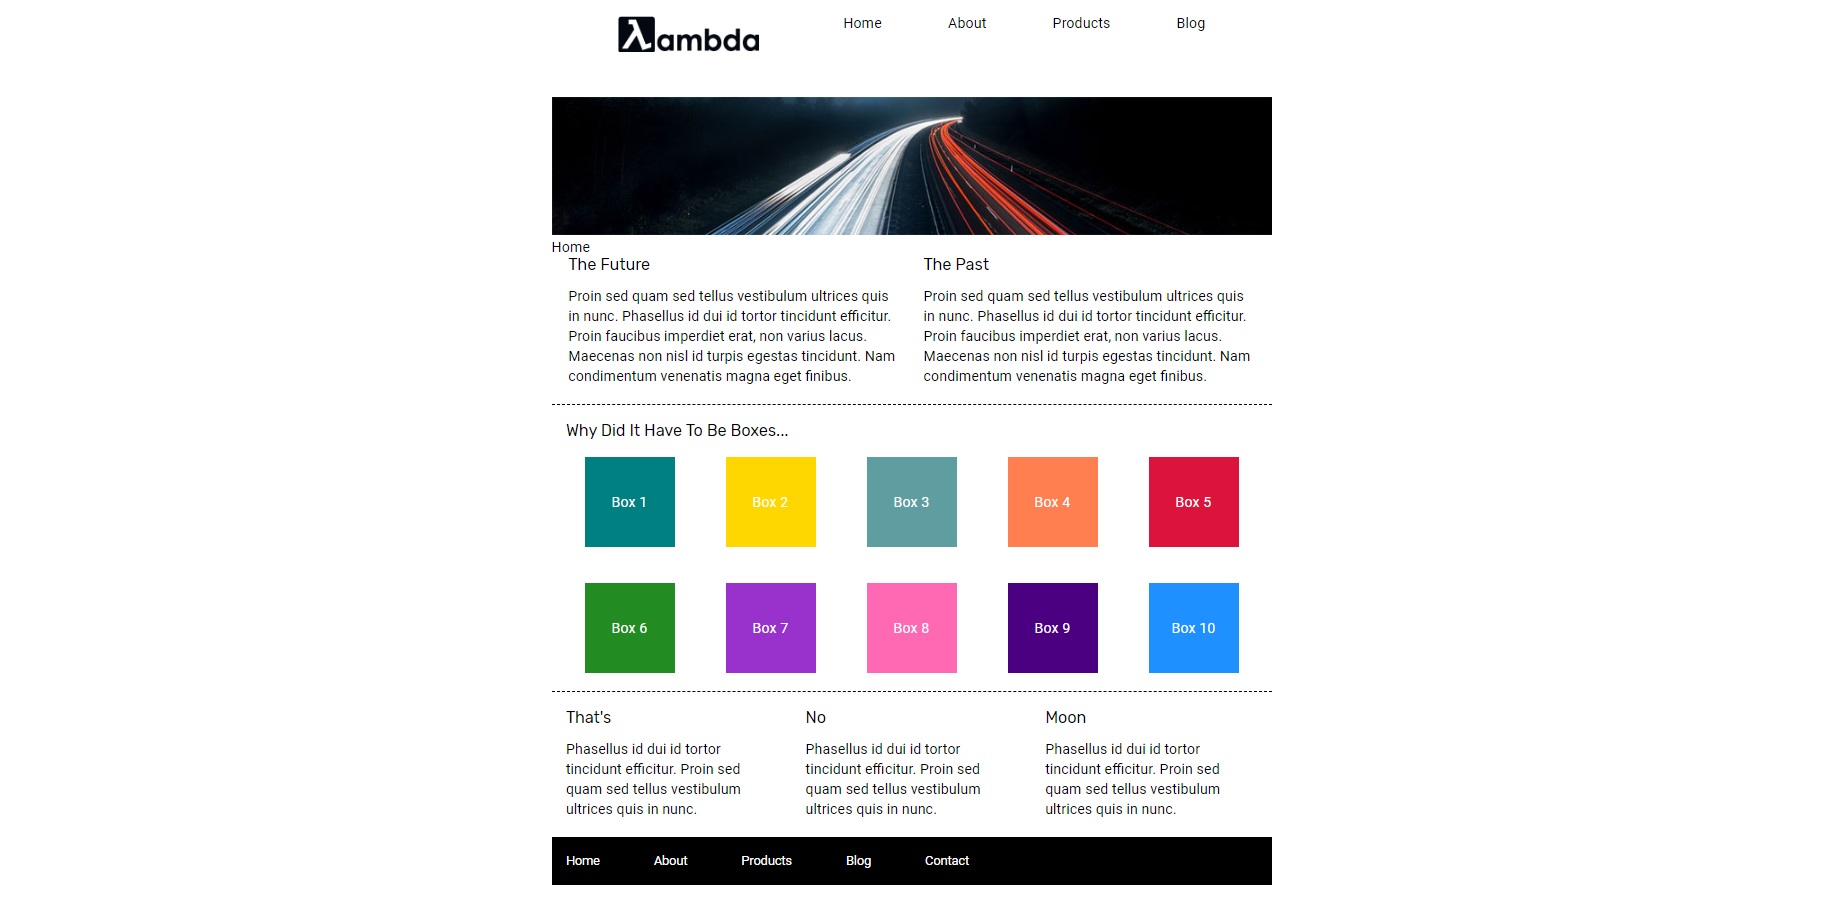 λambda
Home About Products Blog
Home
The Future
Proin sed quam sed tellus vestibulum ultrices quis
in nunc. Phasellus id dui id tortor tincidunt efficitur.
Proin faucibus imperdiet erat, non varius lacus.
Maecenas non nisl id turpis egestas tincidunt. Nam
condimentum venenatis magna eget finibus.
The Past
Proin sed quam sed tellus vestibulum ultrices quis
in nunc. Phasellus id dui id tortor tincidunt efficitur.
Proin faucibus imperdiet erat, non varius lacus.
Maecenas non nisl id turpis egestas tincidunt. Nam
condimentum venenatis magna eget finibus.
Why Did It Have To Be Boxes...
Box 1 Box 2 Box 3 Box 4 Box 5
Box 6 Box 7 Box 8 Box 9 Box 10
That's
Phasellus id dui id tortor
tincidunt efficitur. Proin sed
quam sed tellus vestibulum
ultrices quis in nunc.
No
Phasellus id dui id tortor
tincidunt efficitur. Proin sed
quam sed tellus vestibulum
ultrices quis in nunc.
Moon
Phasellus id dui id tortor
tincidunt efficitur. Proin sed
quam sed tellus vestibulum
ultrices quis in nunc.
Home About Products Blog Contact